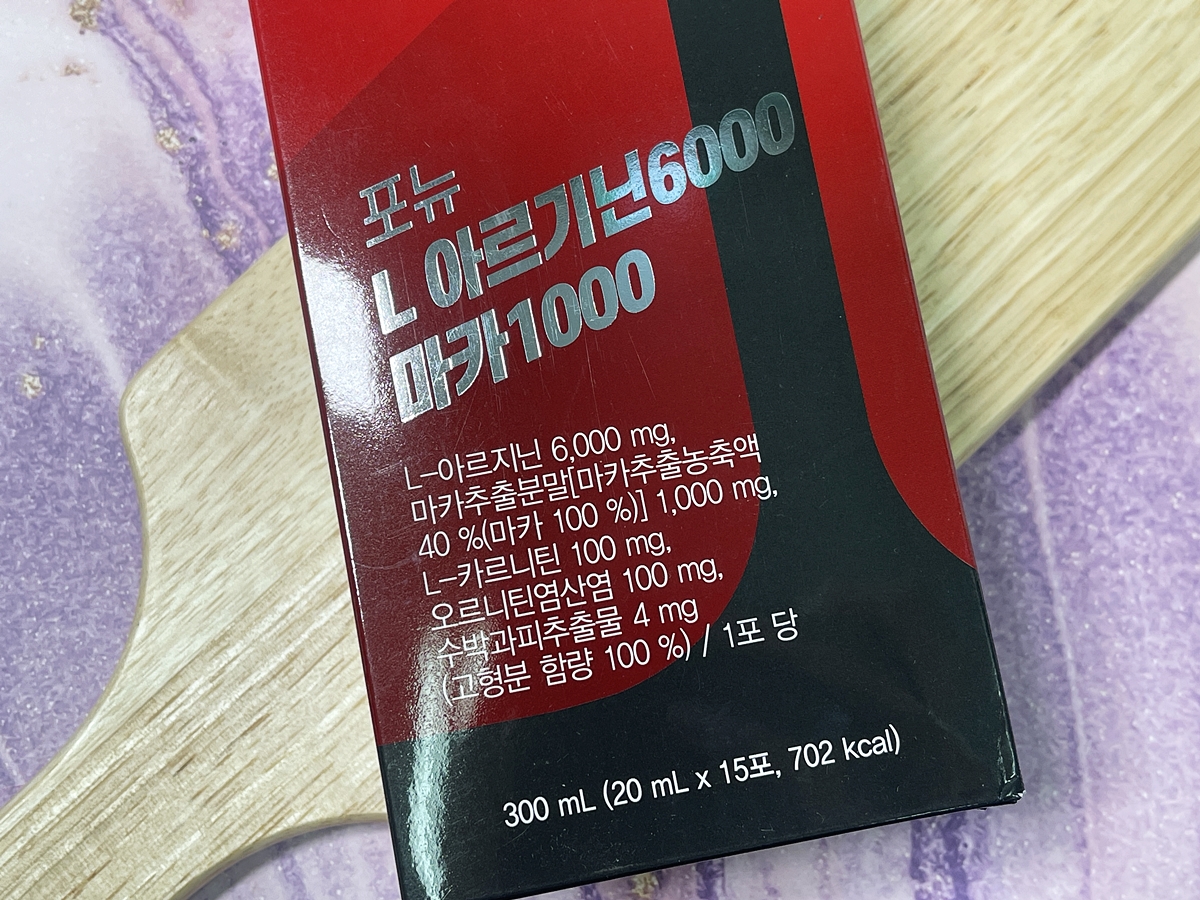 포뉴
L 아르기닌6000
마카1000
L-아르지닌 6,000 mg,
마카추출분말[마카추출농축액
40 %(마카 100 %)] 1,000 mg,
L-카르니틴 100 mg,
오르니틴염산염 100 mg,
수박과피추출물 4 mg
(고형분 함량 100 %) / 1포 당
300 mL (20 mL x 15포, 702 kcal)